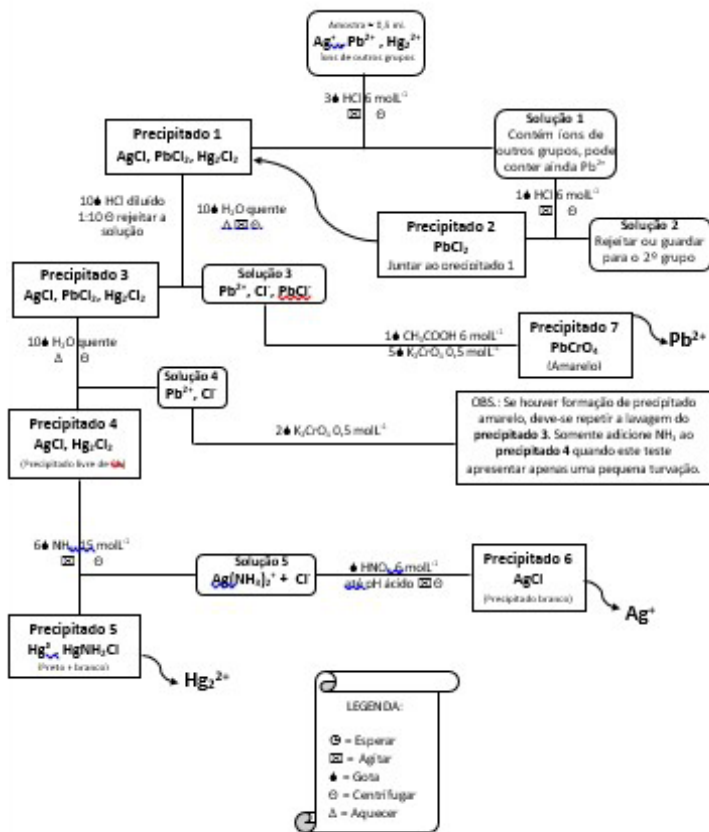 Amostra ≈ 0,5 mL
Ag⁺, Pb²⁺, Hg₂²⁺
Íons de outros grupos
3 HCl 6 molL⁻¹
Precipitado 1
AgCl, PbCl₂, Hg₂Cl₂
Solução 1
Contém íons de
outros grupos, pode
conter ainda Pb²⁺
10 HCl diluído
1:10 ⊖ rejeitar a
solução
10 H₂O quente
1 HCl 6 molL⁻¹
Precipitado 2
PbCl₂
Juntar ao precipitado 1
Solução 2
Rejeitar ou guardar
para o 2º grupo
Precipitado 3
AgCl, PbCl₂, Hg₂Cl₂
Solução 3
Pb²⁺, Cl⁻, PbCl⁻
10 H₂O quente
1 CH₃COOH 6 molL⁻¹
5 K₂CrO₄ 0,5 molL⁻¹
Precipitado 7
PbCrO₄
(Amarelo)
Pb²⁺
Solução 4
Pb²⁺, Cl⁻
Precipitado 4
AgCl, Hg₂Cl₂
(Precipitado livre de
2 K₂CrO₄ 0,5 molL⁻¹
OBS.: Se houver formação de precipitado
amarelo, deve-se repetir a lavagem do
precipitado 3. Somente adicione NH₃ ao
precipitado 4 quando este teste
apresentar apenas uma pequena turvação.
6 NH₃ 15 molL⁻¹
Solução 5
Ag(NH₃)₂⁺ + Cl⁻
HNO₃ 6 molL⁻¹
até pH ácido
Precipitado 6
AgCl
(Precipitado branco)
Ag⁺
Precipitado 5
Hg⁰, HgNH₂Cl
(Preto + branco)
Hg₂²⁺
LEGENDA:
= Esperar
= Agitar
= Gota
⊖ = Centrifugar
Δ = Aquecer